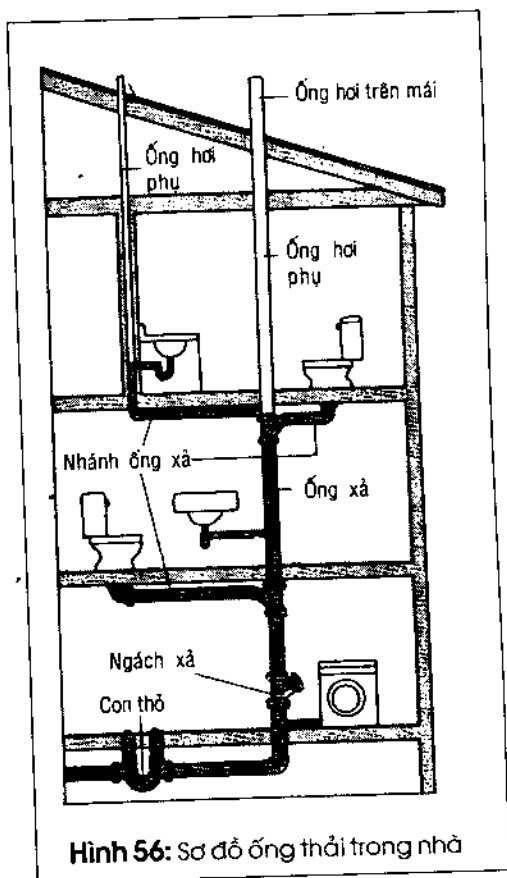 Ống hơi trên mái
Ống hơi
phụ
Ống hơi
phụ
Nhánh ống xả
Ống xả
Ngách xả
Con thỏ
Hình 56: Sơ đồ ống thải trong nhà